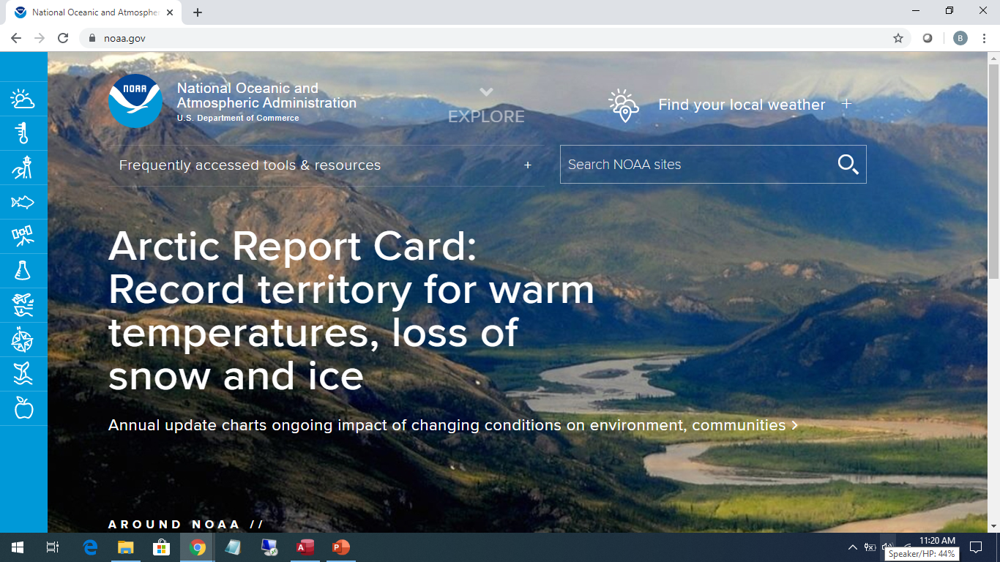 National Oceanic and Atmospher
noaa.gov
B
NOAA
National Oceanic and
Atmospheric Administration
U.S. Department of Commerce
EXPLORE
Find your local weather +
Frequently accessed tools & resources +
Search NOAA sites
Arctic Report Card:
Record territory for warm
temperatures, loss of
snow and ice
Annual update charts ongoing impact of changing conditions on environment, communities >
AROUND NOAA //
11:20 AM
Speaker/HP: 44%